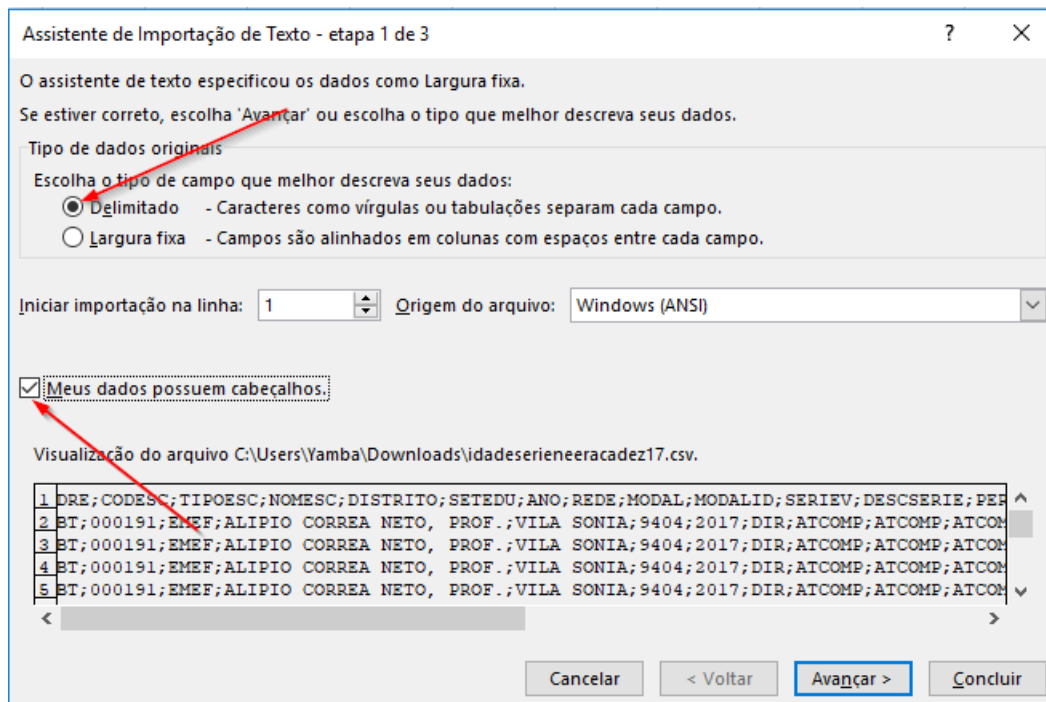 Assistente de Importação de Texto - etapa 1 de 3 ?
O assistente de texto especificou os dados como Largura fixa.
Se estiver correto, escolha 'Avançar' ou escolha o tipo que melhor descreva seus dados.
Tipo de dados originais
Escolha o tipo de campo que melhor descreva seus dados:
Delimitado - Caracteres como vírgulas ou tabulações separam cada campo.
Largura fixa - Campos são alinhados em colunas com espaços entre cada campo.
Iniciar importação na linha: 1 Origem do arquivo: Windows (ANSI)
Meus dados possuem cabeçalhos.
Visualização do arquivo C:\Users\Yamba\Downloads\idadeserieneeracadez17.csv.
1 DRE;CODESC;TIPOESC;NOMESC;DISTRITO;SETEDU;ANO;REDE;MODAL;MODALID;SERIEV;DESCSERIE;PER
2 BT;000191;EMEF;ALIPIO CORREA NETO, PROF.;VILA SONIA;9404;2017;DIR;ATCOMP;ATCOMP;ATCOM
3 BT;000191;EMEF;ALIPIO CORREA NETO, PROF.;VILA SONIA;9404;2017;DIR;ATCOMP;ATCOMP;ATCOM
4 BT;000191;EMEF;ALIPIO CORREA NETO, PROF.;VILA SONIA;9404;2017;DIR;ATCOMP;ATCOMP;ATCOM
5 BT;000191;EMEF;ALIPIO CORREA NETO, PROF.;VILA SONIA;9404;2017;DIR;ATCOMP;ATCOMP;ATCOM
Cancelar < Voltar Avançar > Concluir